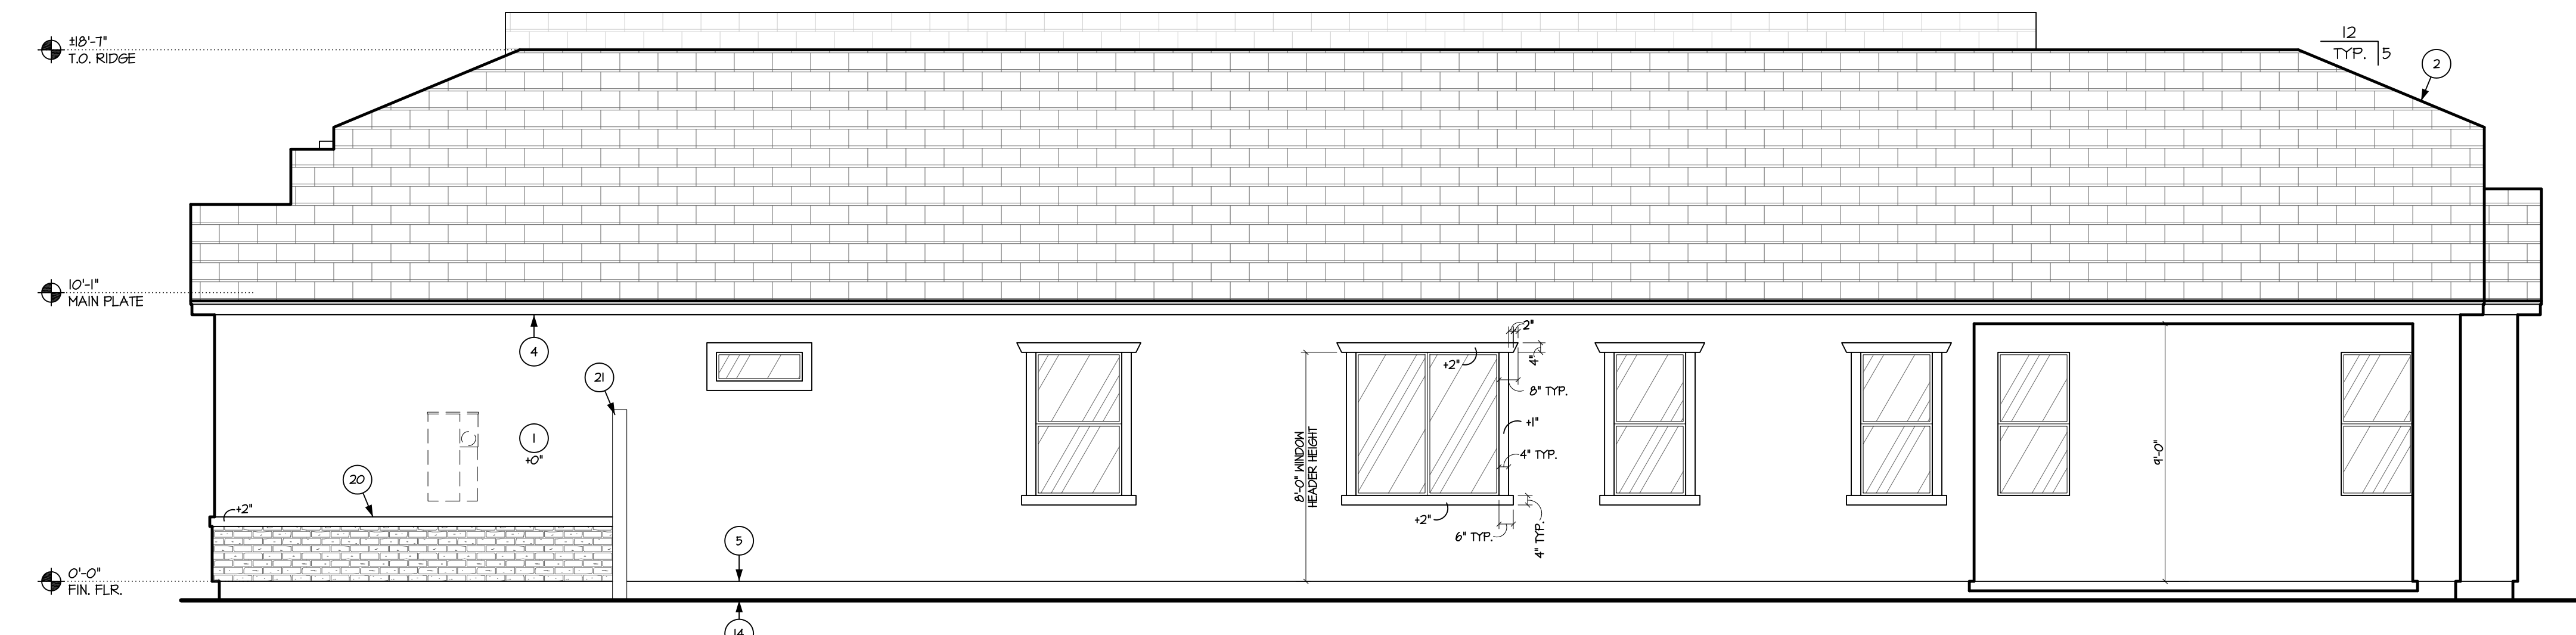 ±18'-7"
T.O. RIDGE
12
TYP. 5
2
10'-1"
MAIN PLATE
4
21
2"
+2"
4"
8" TYP.
+1"
4" TYP.
8'-0" WINDOW
HEADER HEIGHT
9'-0"
1
+0"
20
+2"
+2"
6" TYP.
4" TYP.
5
0'-0"
FIN. FLR.
14